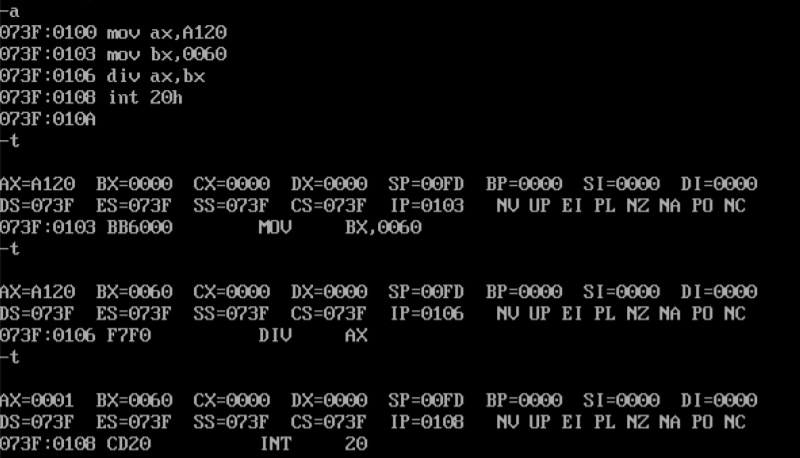 -a
073F:0100 mov ax,A120
073F:0103 mov bx,0060
073F:0106 div ax,bx
073F:0108 int 20h
073F:010A
-t
AX=A120 BX=0000 CX=0000 DX=0000 SP=00FD BP=0000 SI=0000 DI=0000
DS=073F ES=073F SS=073F CS=073F IP=0103 NV UP EI PL NZ NA PO NC
073F:0103 BB6000 MOV BX,0060
-t
AX=A120 BX=0060 CX=0000 DX=0000 SP=00FD BP=0000 SI=0000 DI=0000
DS=073F ES=073F SS=073F CS=073F IP=0106 NV UP EI PL NZ NA PO NC
073F:0106 F7F0 DIV AX
-t
AX=0001 BX=0060 CX=0000 DX=0000 SP=00FD BP=0000 SI=0000 DI=0000
DS=073F ES=073F SS=073F CS=073F IP=0108 NV UP EI PL NZ NA PO NC
073F:0108 CD20 INT 20